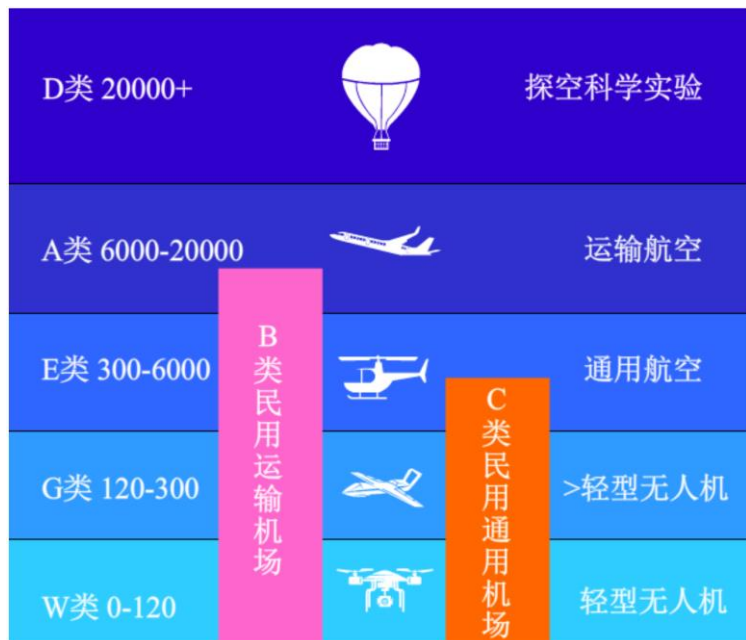 D类 20000+
探空科学实验
A类 6000-20000
运输航空
E类 300-6000
通用航空
B类民用运输机场
C类民用通用机场
G类 120-300
>轻型无人机
W类 0-120
轻型无人机